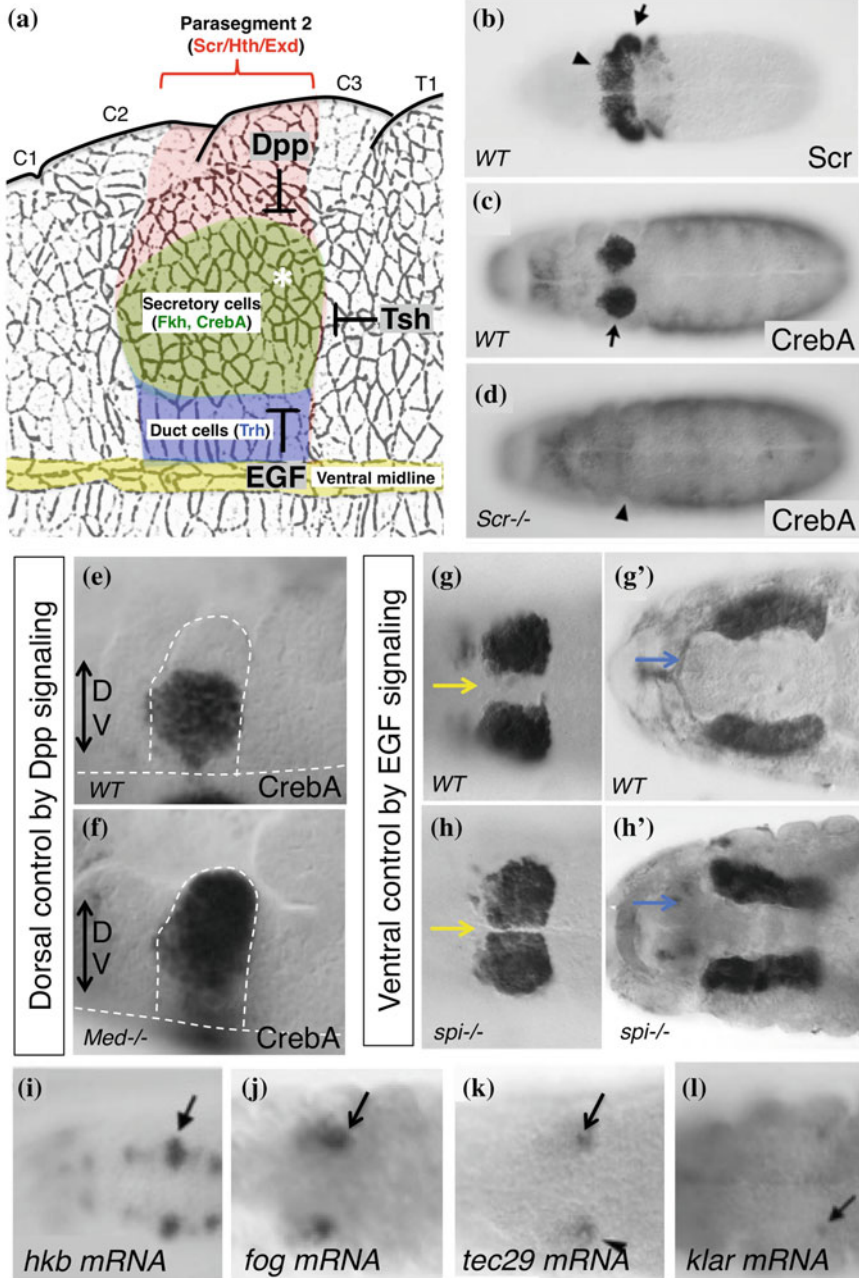 (a)
Parasegment 2
(Scr/Hth/Exd)
C1
C2
C3
T1
Dpp
*
Secretory cells
(Fkh, CrebA)
Tsh
Duct cells (Trh)
EGF
Ventral midline
(b)
WT
Scr
(c)
WT
CrebA
(d)
Scr-/-
CrebA
Dorsal control by Dpp signaling
(e)
D
V
WT
CrebA
(f)
D
V
Med-/-
CrebA
Ventral control by EGF signaling
(g)
WT
(g’)
WT
(h)
spi-/-
(h’)
spi-/-
(i)
hkb mRNA
(j)
fog mRNA
(k)
tec29 mRNA
(l)
klar mRNA